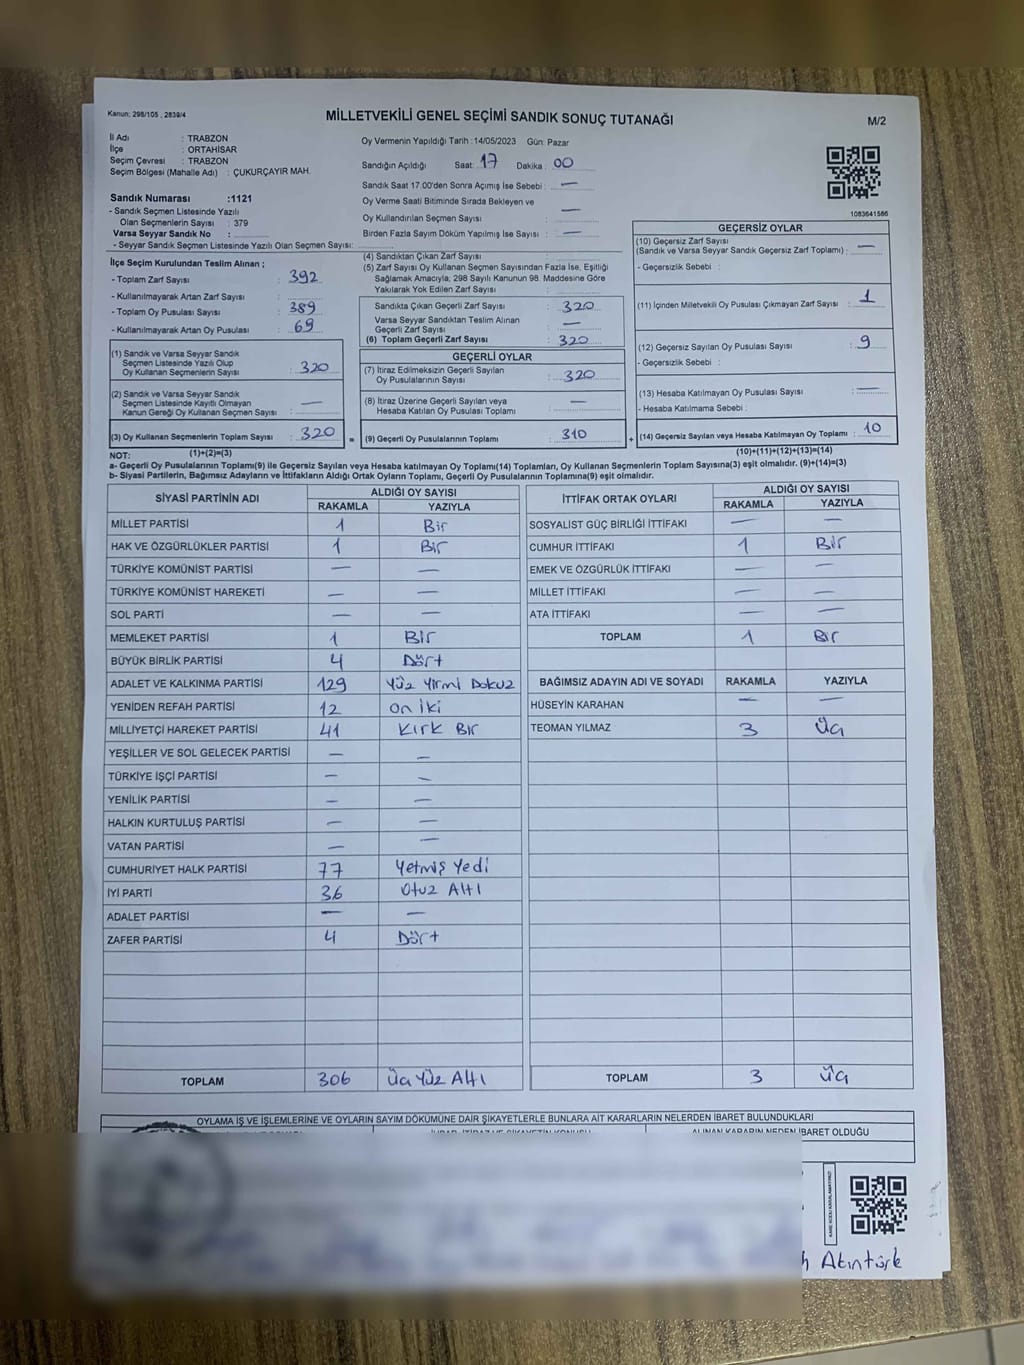 Kanun: 298/105 , 2839/4
MİLLETVEKİLİ GENEL SEÇİMİ SANDIK SONUÇ TUTANAĞI
M/2
İl Adı : TRABZON
İlçe : ORTAHİSAR
Seçim Çevresi : TRABZON
Seçim Bölgesi (Mahalle Adı) : ÇUKURÇAYIR MAH.
Sandık Numarası :1121
- Sandık Seçmen Listesinde Yazılı
Olan Seçmenlerin Sayısı : 379
Varsa Seyyar Sandık No :
- Seyyar Sandık Seçmen Listesinde Yazılı Olan Seçmen Sayısı:
Oy Vermenin Yapıldığı Tarih :14/05/2023 Gün: Pazar
Sandığın Açıldığı Saat: 17 Dakika : 00
Sandık Saat 17.00'den Sonra Açımış İse Sebebi : —
Oy Verme Saati Bitiminde Sırada Bekleyen ve
Oy Kullandırılan Seçmen Sayısı : —
Birden Fazla Sayım Döküm Yapılmış İse Sayısı : —
1083641566
İlçe Seçim Kurulundan Teslim Alınan ;
- Toplam Zarf Sayısı : 392
- Kullanılmayarak Artan Zarf Sayısı :
- Toplam Oy Pusulası Sayısı : 389
- Kullanılmayarak Artan Oy Pusulası : 69
(1) Sandık ve Varsa Seyyar Sandık
Seçmen Listesinde Yazılı Olup
Oy Kullanan Seçmenlerin Sayısı : 320
(2) Sandık ve Varsa Seyyar Sandık
Seçmen Listesinde Kayıtlı Olmayan
Kanun Gereği Oy Kullanan Seçmen Sayısı : —
(3) Oy Kullanan Seçmenlerin Toplam Sayısı : 320 =
(4) Sandıktan Çıkan Zarf Sayısı :
(5) Zarf Sayısı Oy Kullanan Seçmen Sayısından Fazla İse, Eşitliği
Sağlamak Amacıyla, 298 Sayılı Kanunun 98. Maddesine Göre
Yakılarak Yok Edilen Zarf Sayısı :
Sandıkta Çıkan Geçerli Zarf Sayısı : 320
Varsa Seyyar Sandıktan Teslim Alınan
Geçerli Zarf Sayısı : —
(6) Toplam Geçerli Zarf Sayısı : 320
GEÇERLİ OYLAR
(7) İtiraz Edilmeksizin Geçerli Sayılan
Oy Pusulalarının Sayısı : 320
(8) İtiraz Üzerine Geçerli Sayılan veya
Hesaba Katılan Oy Pusulası Toplamı : —
(9) Geçerli Oy Pusulalarının Toplamı : 310 +
GEÇERSİZ OYLAR
(10) Geçersiz Zarf Sayısı
(Sandık ve Varsa Seyyar Sandık Geçersiz Zarf Toplamı) : —
- Geçersizlik Sebebi :
(11) İçinden Milletvekili Oy Pusulası Çıkmayan Zarf Sayısı : 1
(12) Geçersiz Sayılan Oy Pusulası Sayısı : 9
- Geçersizlik Sebebi :
(13) Hesaba Katılmayan Oy Pusulası Sayısı : —
- Hesaba Katılmama Sebebi :
(14) Geçersiz Sayılan veya Hesaba Katılmayan Oy Toplamı : 10
NOT: (1)+(2)=(3) (10)+(11)+(12)+(13)=(14)
a- Geçerli Oy Pusulalarının Toplamı(9) ile Geçersiz Sayılan veya Hesaba katılmayan Oy Toplamı(14) Toplamları, Oy Kullanan Seçmenlerin Toplam Sayısına(3) eşit olmalıdır. (9)+(14)=(3)
b- Siyasi Partilerin, Bağımsız Adayların ve İttifakların Aldığı Ortak Oyların Toplamı, Geçerli Oy Pusulalarının Toplamına(9) eşit olmalıdır.
SİYASİ PARTİNİN ADI ALDIĞI OY SAYISI
RAKAMLA YAZIYLA
MİLLET PARTİSİ 1 Bir
HAK VE ÖZGÜRLÜKLER PARTİSİ 1 Bir
TÜRKİYE KOMÜNİST PARTİSİ — —
TÜRKİYE KOMÜNİST HAREKETİ — —
SOL PARTİ — —
MEMLEKET PARTİSİ 1 Bir
BÜYÜK BİRLİK PARTİSİ 4 Dört
ADALET VE KALKINMA PARTİSİ 129 Yüz Yirmi Dokuz
YENİDEN REFAH PARTİSİ 12 on iki
MİLLİYETÇİ HAREKET PARTİSİ 41 Kırk Bir
YEŞİLLER VE SOL GELECEK PARTİSİ — —
TÜRKİYE İŞÇİ PARTİSİ — —
YENİLİK PARTİSİ — —
HALKIN KURTULUŞ PARTİSİ — —
VATAN PARTİSİ — —
CUMHURİYET HALK PARTİSİ 77 Yetmiş Yedi
İYİ PARTİ 36 Otuz Altı
ADALET PARTİSİ — —
ZAFER PARTİSİ 4 Dört
TOPLAM 306 Üç Yüz Altı
İTTİFAK ORTAK OYLARI ALDIĞI OY SAYISI
RAKAMLA YAZIYLA
SOSYALİST GÜÇ BİRLİĞİ İTTİFAKI — —
CUMHUR İTTİFAKI 1 Bir
EMEK VE ÖZGÜRLÜK İTTİFAKI — —
MİLLET İTTİFAKI — —
ATA İTTİFAKI — —
TOPLAM 1 Bir
BAĞIMSIZ ADAYIN ADI VE SOYADI RAKAMLA YAZIYLA
HÜSEYİN KARAHAN — —
TEOMAN YILMAZ 3 Üç
TOPLAM 3 Üç
OYLAMA İŞ VE İŞLEMLERİNE VE OYLARIN SAYIM DÖKÜMÜNE DAİR ŞİKAYETLERLE BUNLARA AİT KARARLARIN NELERDEN İBARET BULUNDUKLARI
ALINAN KARARIN NEDEN İBARET OLDUĞU
Akıntürk